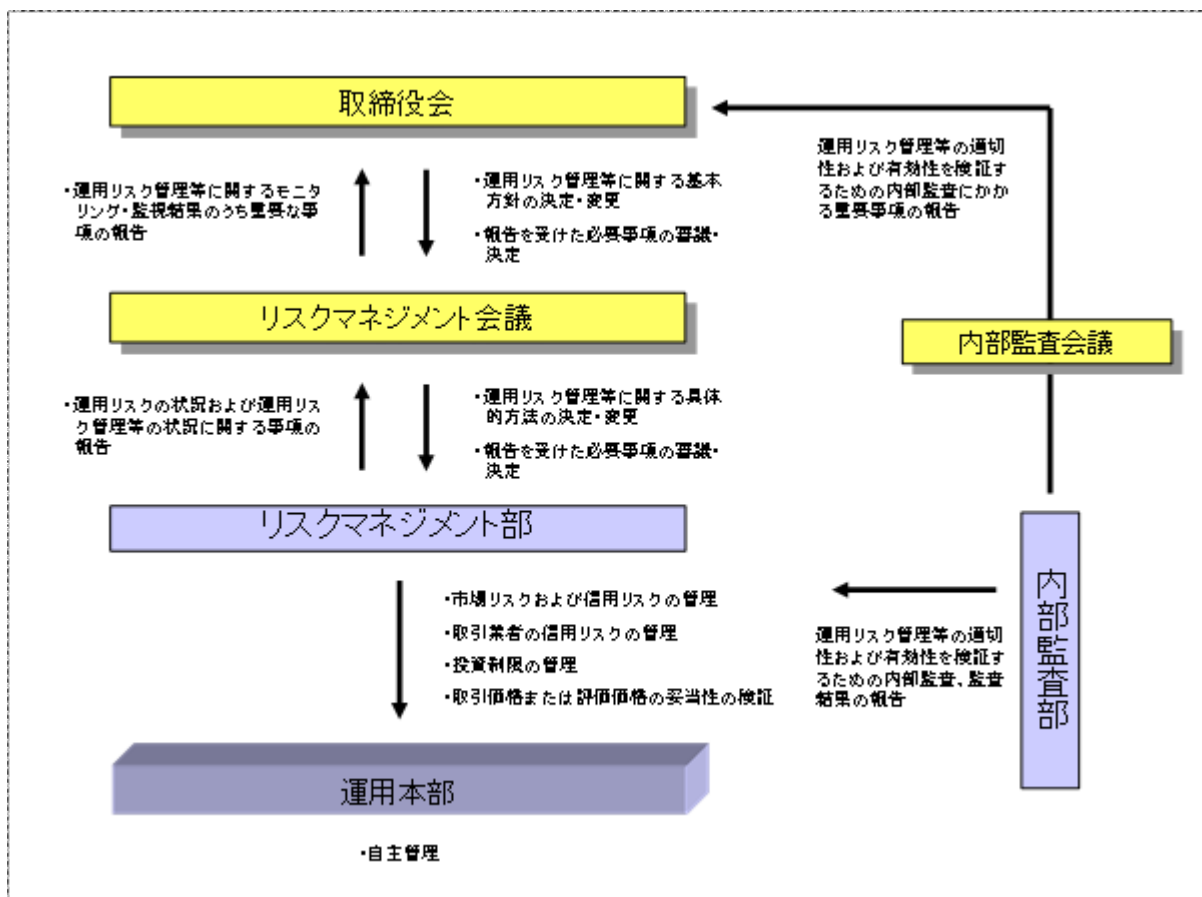 取締役会
・運用リスク管理等に関するモニ
タリング・監視結果のうち重要な事
項の報告
・運用リスク管理等に関する基本
方針の決定・変更
・報告を受けた必要事項の審議・
決定
運用リスク管理等の適切
性および有効性を検証す
るための内部監査にかか
る重要事項の報告
リスクマネジメント会議
内部監査会議
・運用リスクの状況および運用リス
ク管理等の状況に関する事項の
報告
・運用リスク管理等に関する具体
的方法の決定・変更
・報告を受けた必要事項の審議・
決定
リスクマネジメント部
・市場リスクおよび信用リスクの管理
・取引業者の信用リスクの管理
・投資制限の管理
・取引価格または評価価格の妥当性の検証
運用リスク管理等の適切
性および有効性を検証す
るための内部監査、監査
結果の報告
内部監査部
運用本部
・自主管理